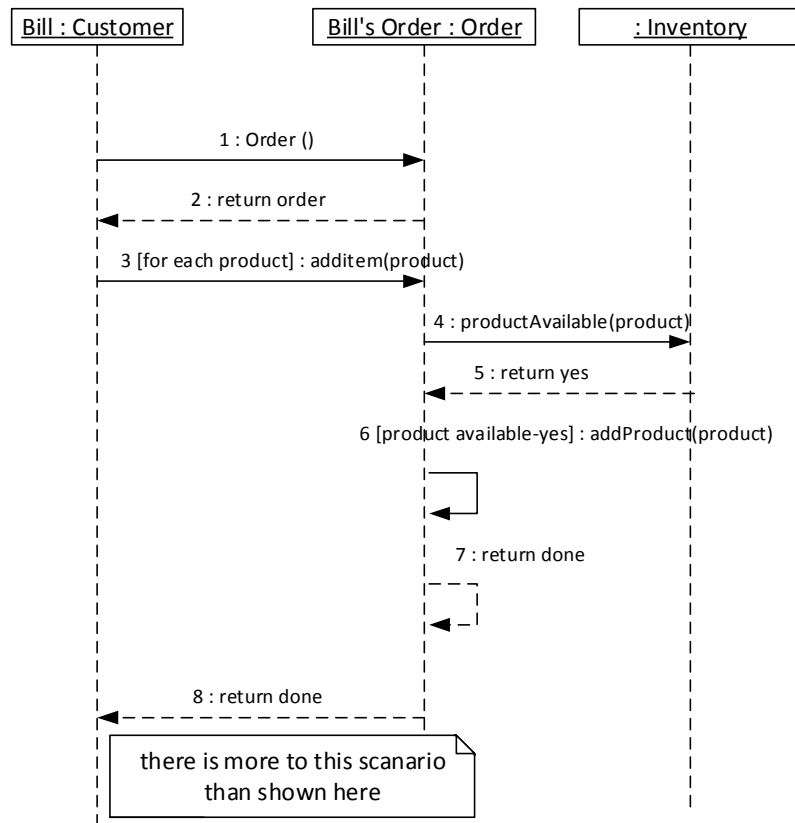 Bill : Customer
Bill's Order : Order
: Inventory
1 : Order ()
2 : return order
3 [for each product] : additem(product)
4 : productAvailable(product)
5 : return yes
6 [product available-yes] : addProduct(product)
7 : return done
8 : return done
there is more to this scanario
than shown here